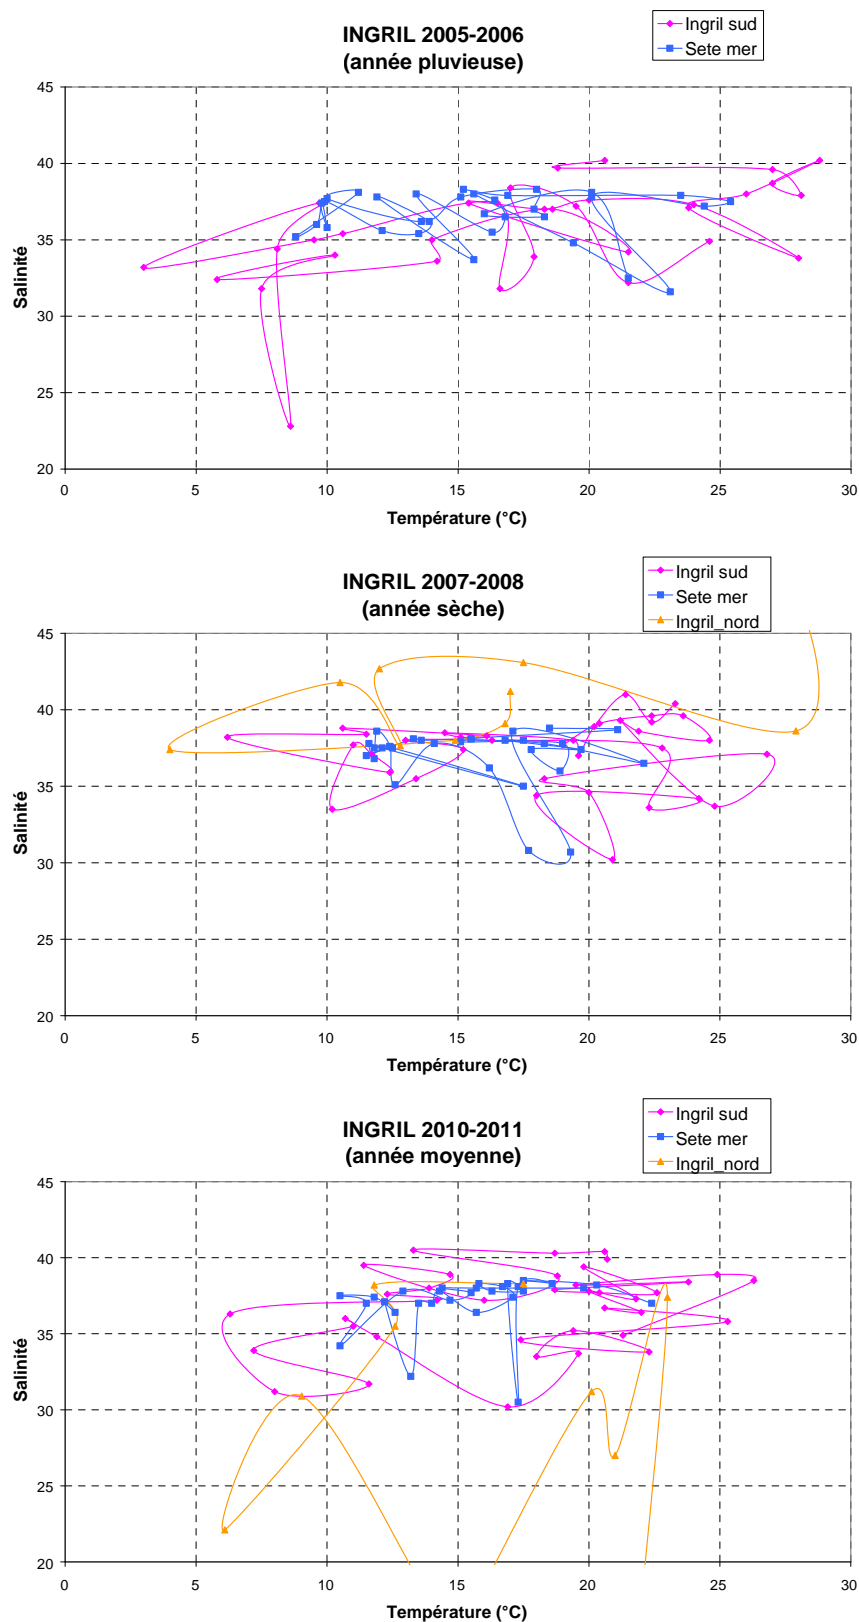 INGRIL 2005-2006
(année pluvieuse)
Ingril sud
Sete mer
45
40
35
30
25
20
Salinité
0 5 10 15 20 25 30
Température (°C)
INGRIL 2007-2008
(année sèche)
Ingril sud
Sete mer
Ingril_nord
45
40
35
30
25
20
Salinité
0 5 10 15 20 25 30
Température (°C)
INGRIL 2010-2011
(année moyenne)
Ingril sud
Sete mer
Ingril_nord
45
40
35
30
25
20
Salinité
0 5 10 15 20 25 30
Température (°C)